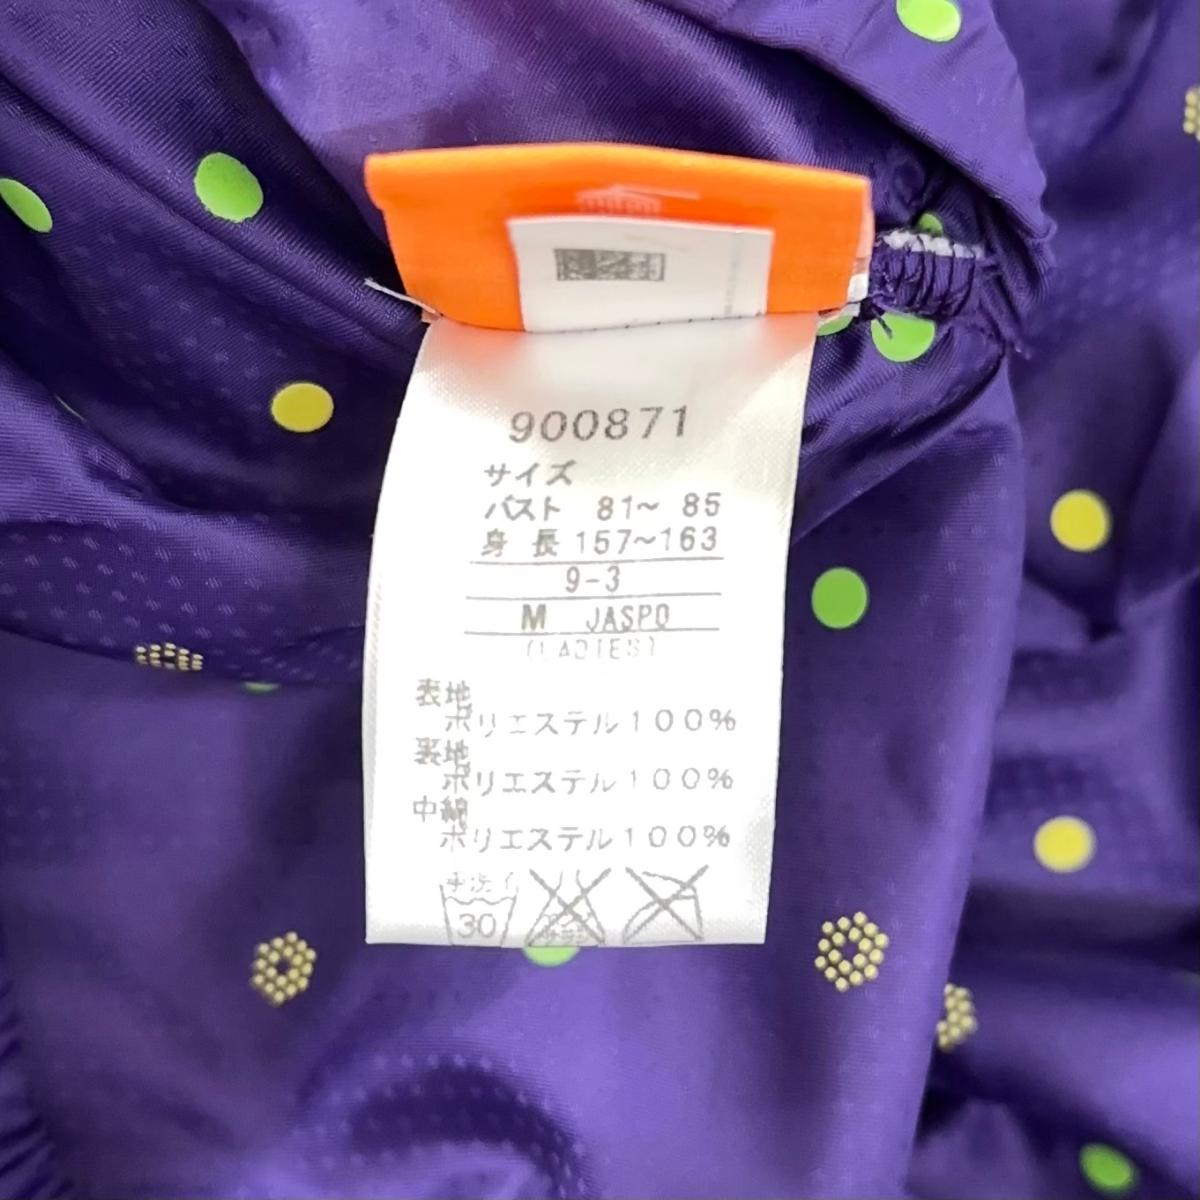 900871
サイズ
バスト 81~ 85
身 長 157~163
9-3
M JASPO
(LADIES)
表地
ポリエステル100%
裏地
ポリエステル100%
中綿
ポリエステル100%
手洗イ
30